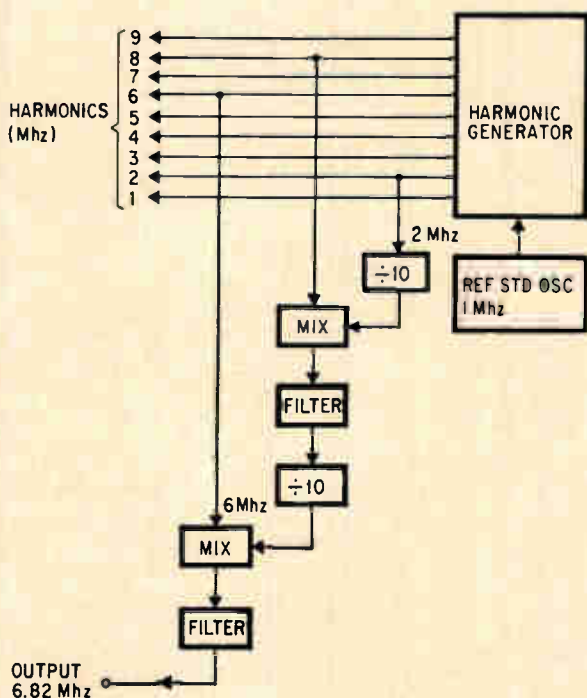 9
8
7
6
5
4
3
2
1
HARMONICS
(Mhz)
HARMONIC
GENERATOR
2 Mhz
÷10
REF STD OSC
1 Mhz
MIX
FILTER
÷10
6Mhz
MIX
FILTER
OUTPUT
6.82 Mhz